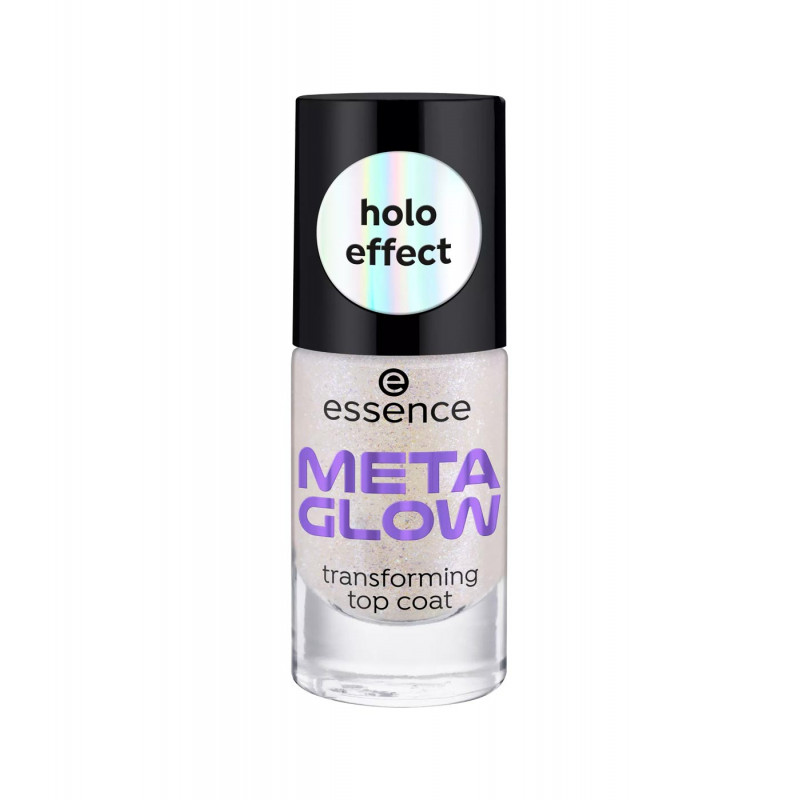 holo
effect
essence
META
GLOW
transforming
top coat